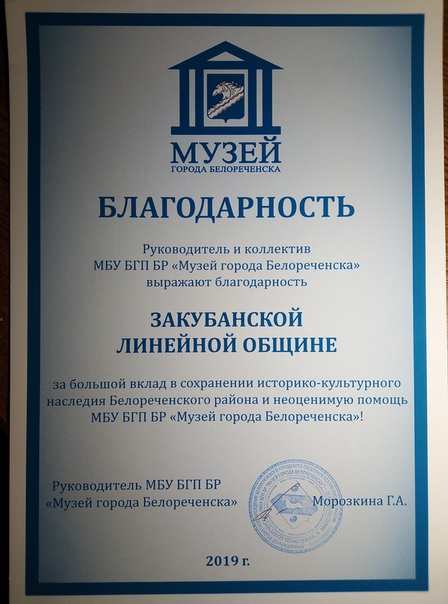 МУЗЕЙ
ГОРОДА БЕЛОРЕЧЕНСКА
БЛАГОДАРНОСТЬ
Руководитель и коллектив
МБУ БГП БР «Музей города Белореченска»
выражают благодарность
ЗАКУБАНСКОЙ
ЛИНЕЙНОЙ ОБЩИНЕ
за большой вклад в сохранении историко-культурного
наследия Белореченского района и неоценимую помощь
МБУ БГП БР «Музей города Белореченска»!
Руководитель МБУ БГП БР
«Музей города Белореченска» Морозкина Г.А.
2019 г.